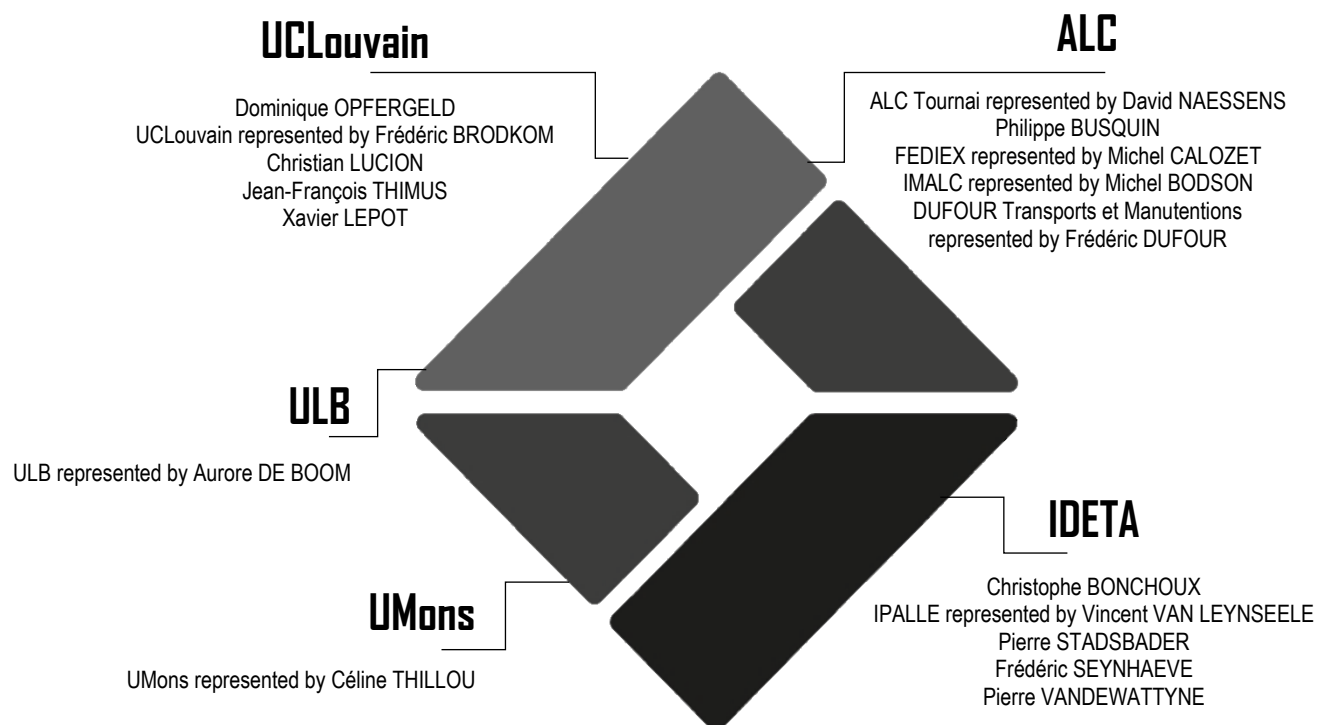 UCLouvain
Dominique OPFERGELD
UCLouvain represented by Frédéric BRODKOM
Christian LUCION
Jean-François THIMUS
Xavier LEPOT
ALC
ALC Tournai represented by David NAESSENS
Philippe BUSQUIN
FEDIEX represented by Michel CALOZET
IMALC represented by Michel BODSON
DUFOUR Transports et Manutentions
represented by Frédéric DUFOUR
ULB
ULB represented by Aurore DE BOOM
UMons
UMons represented by Céline THILLOU
IDETA
Christophe BONCHOUX
IPALLE represented by Vincent VAN LEYNSEELE
Pierre STADSBADER
Frédéric SEYNHAEVE
Pierre VANDEWATTYNE